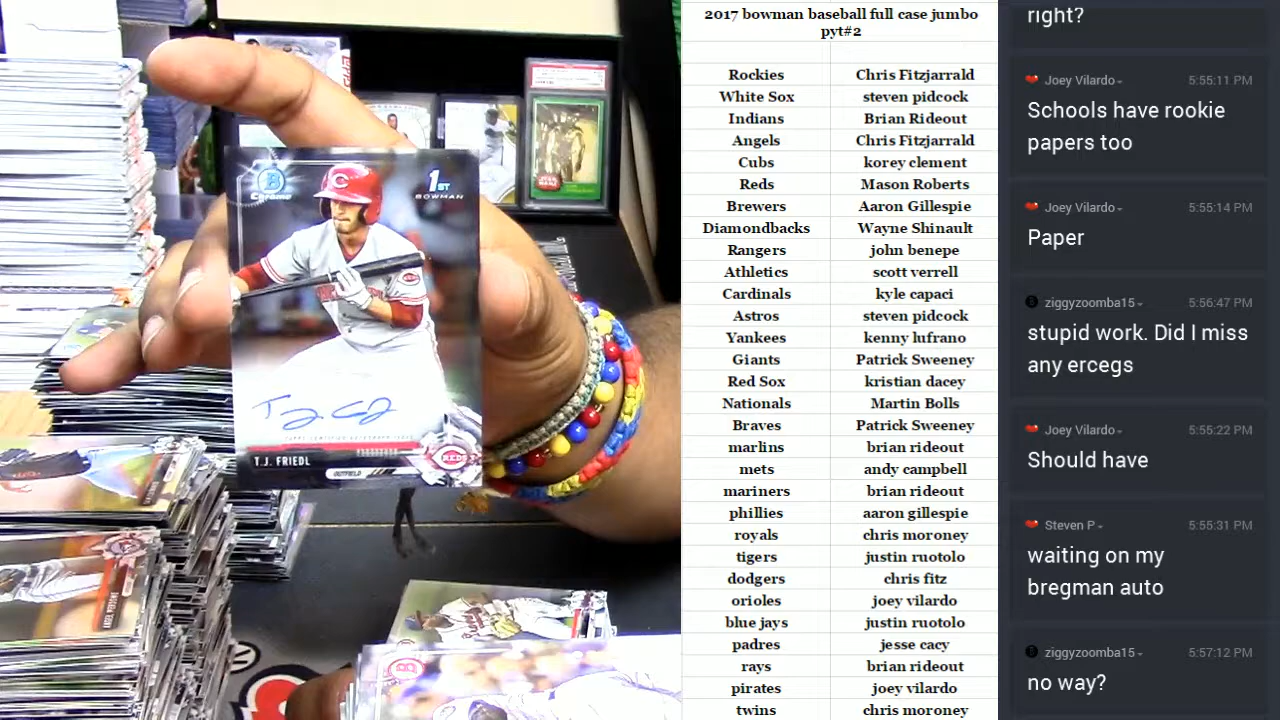 1ST
BOWMAN
Chrome
T.J. FRIEDL
OUTFIELD
REDS
STAR WARS
2017 bowman baseball full case jumbo
pyt#2
Rockies Chris Fitzjarrald
White Sox steven pidcock
Indians Brian Rideout
Angels Chris Fitzjarrald
Cubs korey clement
Reds Mason Roberts
Brewers Aaron Gillespie
Diamondbacks Wayne Shinault
Rangers john benepe
Athletics scott verrell
Cardinals kyle capaci
Astros steven pidcock
Yankees kenny lufrano
Giants Patrick Sweeney
Red Sox kristian dacey
Nationals Martin Bolls
Braves Patrick Sweeney
marlins brian rideout
mets andy campbell
mariners brian rideout
phillies aaron gillespie
royals chris moroney
tigers justin ruotolo
dodgers chris fitz
orioles joey vilardo
blue jays justin ruotolo
padres jesse cacy
rays brian rideout
pirates joey vilardo
twins chris moroney
right?
Joey Vilardo 5:55:11 PM
Schools have rookie
papers too
Joey Vilardo 5:55:14 PM
Paper
ziggyzoomba15 5:56:47 PM
stupid work. Did I miss
any ercegs
Joey Vilardo 5:55:22 PM
Should have
Steven P 5:55:31 PM
waiting on my
bregman auto
ziggyzoomba15 5:57:12 PM
no way?